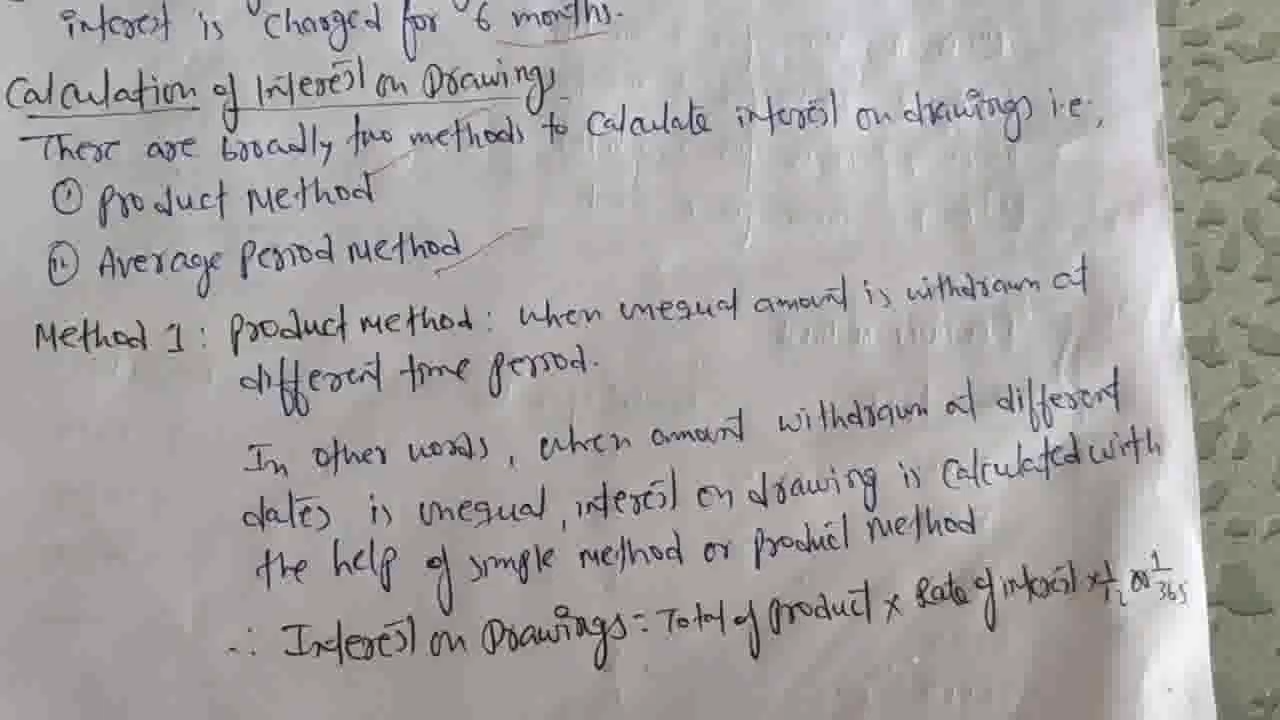 interest is charged for 6 months.
Calculation of Interest on Drawings
There are broadly two methods to calculate interest on drawings i.e,
(i) Product Method
(ii) Average Period Method
Method 1: Product method: when unequal amount is withdrawn at
different time period.
In other words, when amount withdrawn at different
dates is unequal, interest on drawing is calculated with
the help of simple method or product method
∴ Interest on Drawings = Total of product × Rate of interest × 1/12 or 1/365